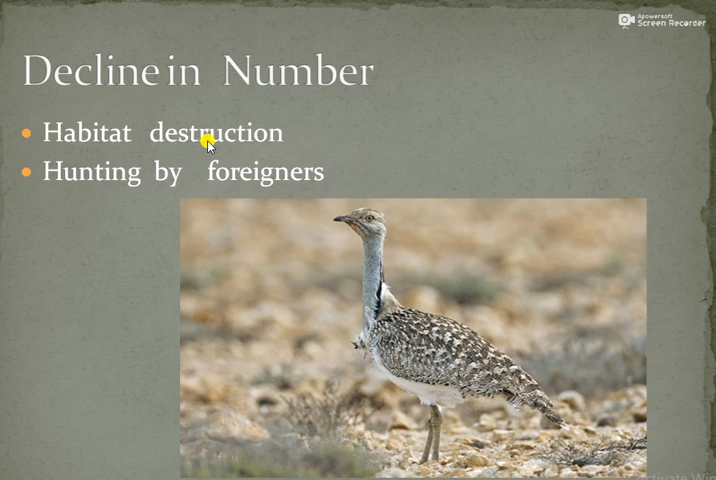 Apowersoft
Screen Recorder
Decline in Number
Habitat destruction
Hunting by foreigners